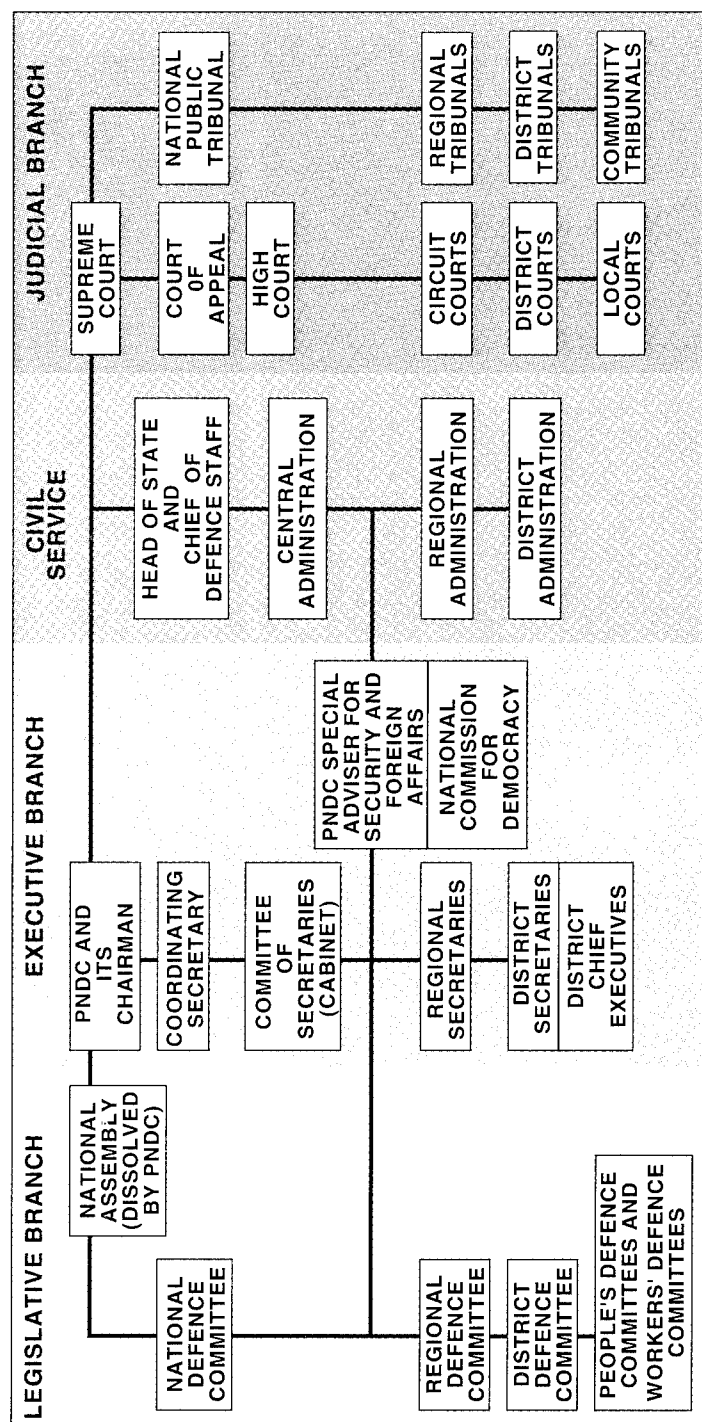 LEGISLATIVE BRANCH
NATIONAL
ASSEMBLY
(DISSOLVED
BY PNDC)
NATIONAL
DEFENCE
COMMITTEE
REGIONAL
DEFENCE
COMMITTEE
DISTRICT
DEFENCE
COMMITTEE
PEOPLE'S DEFENCE
COMMITTEES AND
WORKERS' DEFENCE
COMMITTEES
EXECUTIVE BRANCH
PNDC AND
ITS
CHAIRMAN
COORDINATING
SECRETARY
COMMITTEE
OF
SECRETARIES
(CABINET)
PNDC SPECIAL
ADVISER FOR
SECURITY AND
FOREIGN
AFFAIRS
NATIONAL
COMMISSION
FOR
DEMOCRACY
REGIONAL
SECRETARIES
DISTRICT
SECRETARIES
DISTRICT
CHIEF
EXECUTIVES
CIVIL
SERVICE
HEAD OF STATE
AND
CHIEF OF
DEFENCE STAFF
CENTRAL
ADMINISTRATION
REGIONAL
ADMINISTRATION
DISTRICT
ADMINISTRATION
JUDICIAL BRANCH
SUPREME
COURT
COURT
OF
APPEAL
HIGH
COURT
CIRCUIT
COURTS
DISTRICT
COURTS
LOCAL
COURTS
NATIONAL
PUBLIC
TRIBUNAL
REGIONAL
TRIBUNALS
DISTRICT
TRIBUNALS
COMMUNITY
TRIBUNALS